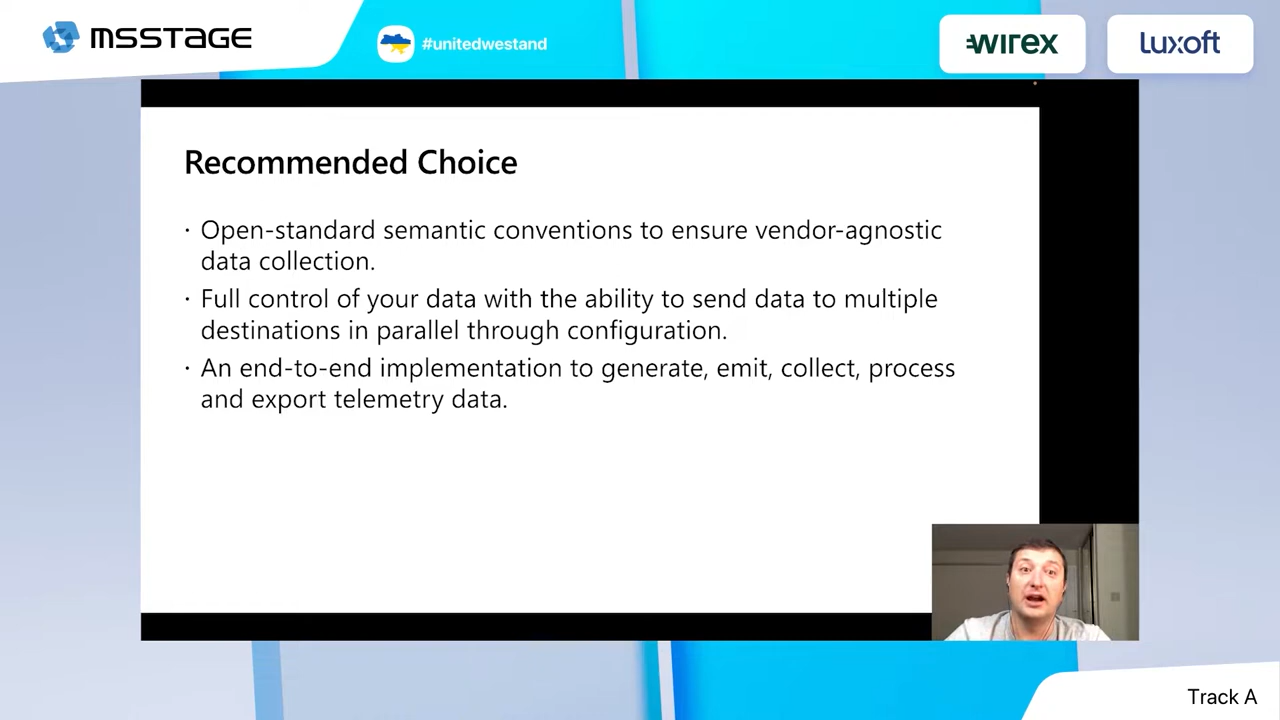 MSSTAGE
#unitedwestand
wirex
luxoft
Recommended Choice
· Open-standard semantic conventions to ensure vendor-agnostic
data collection.
· Full control of your data with the ability to send data to multiple
destinations in parallel through configuration.
· An end-to-end implementation to generate, emit, collect, process
and export telemetry data.
Track A